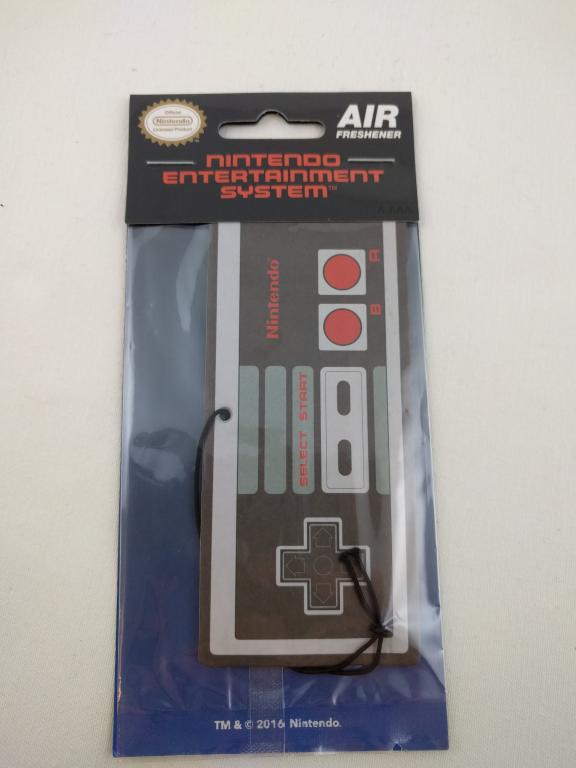 Official
Nintendo
Licensed Product
AIR
FRESHENER
NINTENDO
ENTERTAINMENT
SYSTEM™
Nintendo®
A
B
SELECT START
TM & © 2016 Nintendo.